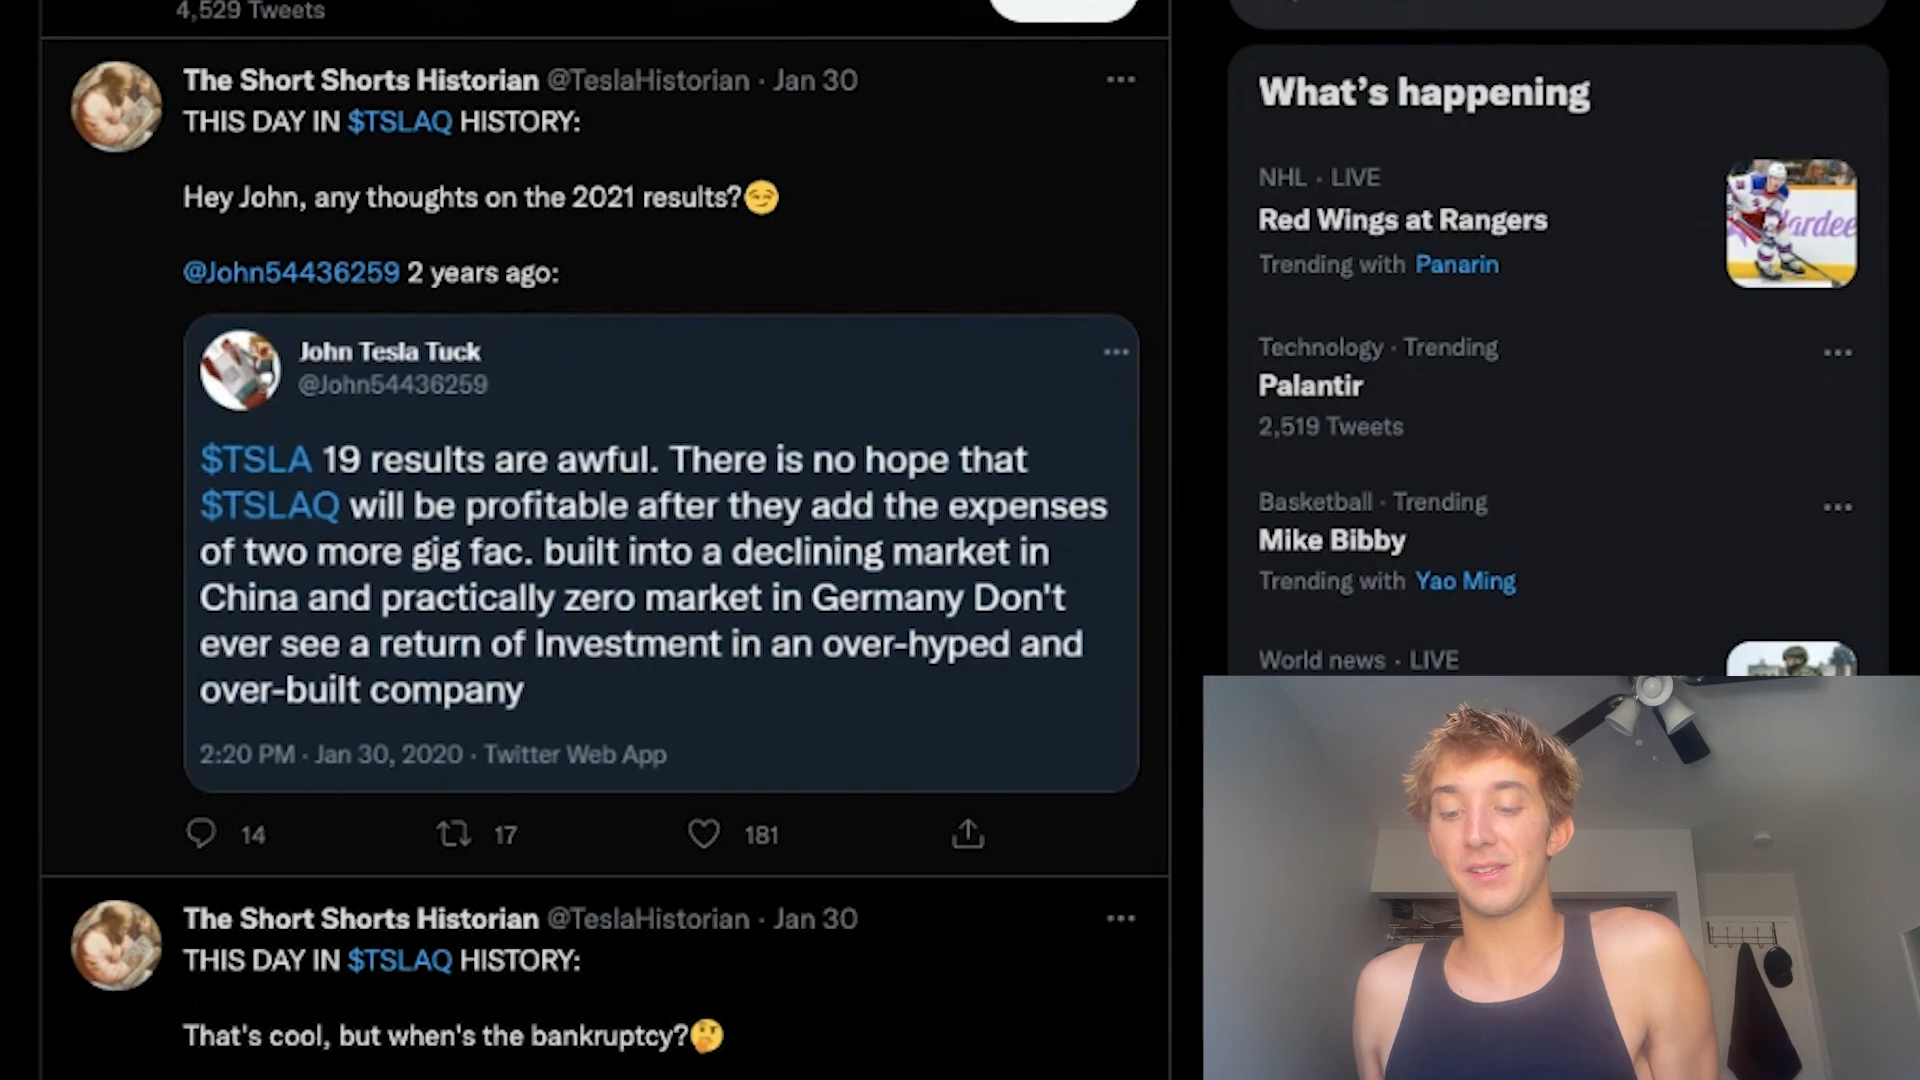 4,529 Tweets
The Short Shorts Historian @TeslaHistorian · Jan 30
THIS DAY IN $TSLAQ HISTORY:
Hey John, any thoughts on the 2021 results?😏
@John54436259 2 years ago:
John Tesla Tuck
@John54436259
$TSLA 19 results are awful. There is no hope that
$TSLAQ will be profitable after they add the expenses
of two more gig fac. built into a declining market in
China and practically zero market in Germany Don't
ever see a return of Investment in an over-hyped and
over-built company
2:20 PM · Jan 30, 2020 · Twitter Web App
14 17 181
The Short Shorts Historian @TeslaHistorian · Jan 30
THIS DAY IN $TSLAQ HISTORY:
That's cool, but when's the bankruptcy?🤔
What's happening
NHL · LIVE
Red Wings at Rangers
Trending with Panarin
Technology · Trending
Palantir
2,519 Tweets
Basketball · Trending
Mike Bibby
Trending with Yao Ming
World news · LIVE